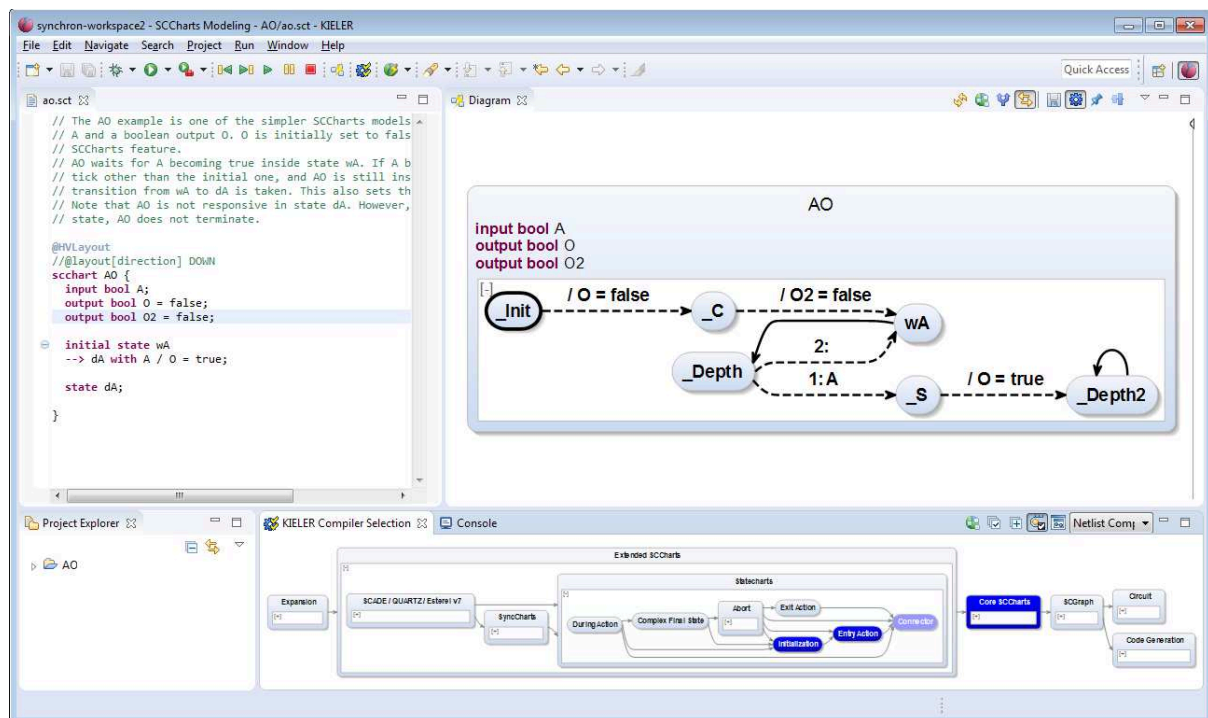 synchron-workspace2 - SCCharts Modeling - AO/ao.sct - KIELER
File Edit Navigate Search Project Run Window Help
Quick Access
ao.sct
// The AO example is one of the simpler SCCharts models
// A and a boolean output O. O is initially set to fals
// SCCharts feature.
// AO waits for A becoming true inside state wA. If A b
// tick other than the initial one, and AO is still ins
// transition from wA to dA is taken. This also sets th
// Note that AO is not responsive in state dA. However,
// state, AO does not terminate.
@HVLayout
//@layout[direction] DOWN
scchart AO {
input bool A;
output bool O = false;
output bool O2 = false;
initial state wA
--> dA with A / O = true;
state dA;
}
Diagram
AO
input bool A
output bool O
output bool O2
[-]
_Init
/ O = false
_C
/ O2 = false
wA
2:
_Depth
1: A
_S
/ O = true
_Depth2
Project Explorer
AO
KIELER Compiler Selection
Console
Netlist Comp
Extended SCCharts
[-]
Statecharts
[-]
Expansion
[+]
SCADE / QUARTZ / Esterel v7
[+]
SyncCharts
[+]
During Action
Complex Final State
Abort
[+]
Exit Action
Initialization
Entry Action
Connector
Core SCCharts
[+]
SCGraph
[+]
Circuit
[+]
Code Generation
[+]